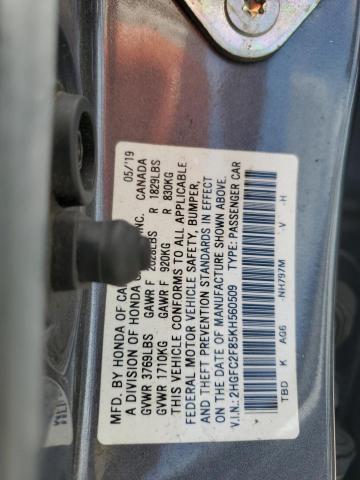 MFD. BY HONDA OF CA 05/'19
A DIVISION OF HONDA INC. CANADA
GVWR 3769LBS GAWR F 2028LBS R 1829LBS
GVWR 1710KG GAWR F 920KG R 830KG
THIS VEHICLE CONFORMS TO ALL APPLICABLE
FEDERAL MOTOR VEHICLE SAFETY, BUMPER,
AND THEFT PREVENTION STANDARDS IN EFFECT
ON THE DATE OF MANUFACTURE SHOWN ABOVE.
V.I.N.: 2HGFC2F85KH560509 TYPE: PASSENGER CAR
TBD K AG6 -NH797M -V -H